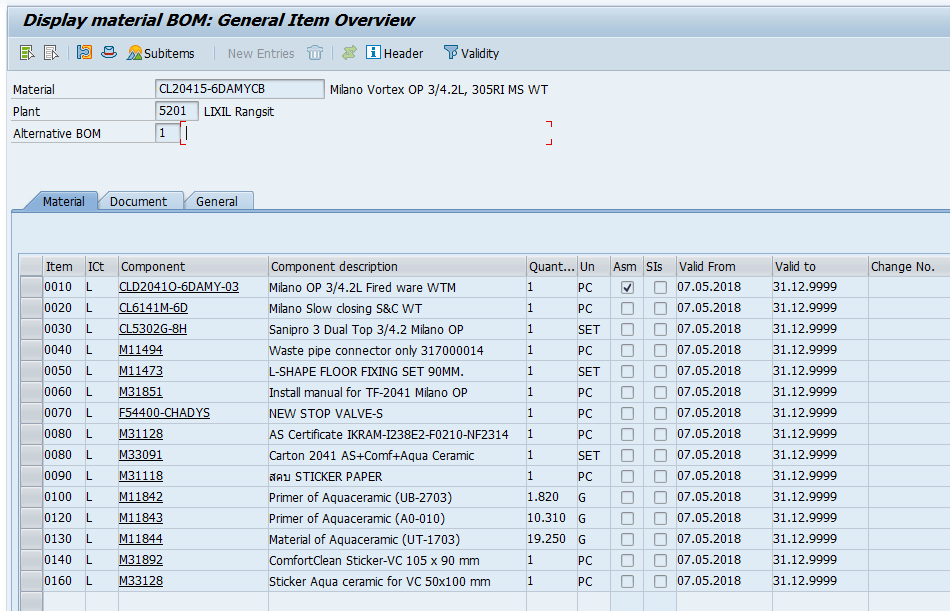 Display material BOM: General Item Overview
Subitems New Entries Header Validity
Material CL20415-6DAMYCB Milano Vortex OP 3/4.2L, 305RI MS WT
Plant 5201 LIXIL Rangsit
Alternative BOM 1
Material Document General
Item ICt Component Component description Quant... Un Asm SIs Valid From Valid to Change No.
0010 L CLD2041O-6DAMY-03 Milano OP 3/4.2L Fired ware WTM 1 PC 07.05.2018 31.12.9999
0020 L CL6141M-6D Milano Slow closing S&C WT 1 PC 07.05.2018 31.12.9999
0030 L CL5302G-8H Sanipro 3 Dual Top 3/4.2 Milano OP 1 SET 07.05.2018 31.12.9999
0040 L M11494 Waste pipe connector only 317000014 1 PC 07.05.2018 31.12.9999
0050 L M11473 L-SHAPE FLOOR FIXING SET 90MM. 1 SET 07.05.2018 31.12.9999
0060 L M31851 Install manual for TF-2041 Milano OP 1 PC 07.05.2018 31.12.9999
0070 L F54400-CHADYS NEW STOP VALVE-S 1 PC 07.05.2018 31.12.9999
0080 L M31128 AS Certificate IKRAM-I238E2-F0210-NF2314 1 PC 07.05.2018 31.12.9999
0080 L M33091 Carton 2041 AS+Comf+Aqua Ceramic 1 SET 07.05.2018 31.12.9999
0090 L M31118 สคบ STICKER PAPER 1 PC 07.05.2018 31.12.9999
0100 L M11842 Primer of Aquaceramic (UB-2703) 1.820 G 07.05.2018 31.12.9999
0120 L M11843 Primer of Aquaceramic (A0-010) 10.310 G 07.05.2018 31.12.9999
0130 L M11844 Material of Aquaceramic (UT-1703) 19.250 G 07.05.2018 31.12.9999
0140 L M31892 ComfortClean Sticker-VC 105 x 90 mm 1 PC 07.05.2018 31.12.9999
0160 L M33128 Sticker Aqua ceramic for VC 50x100 mm 1 PC 07.05.2018 31.12.9999